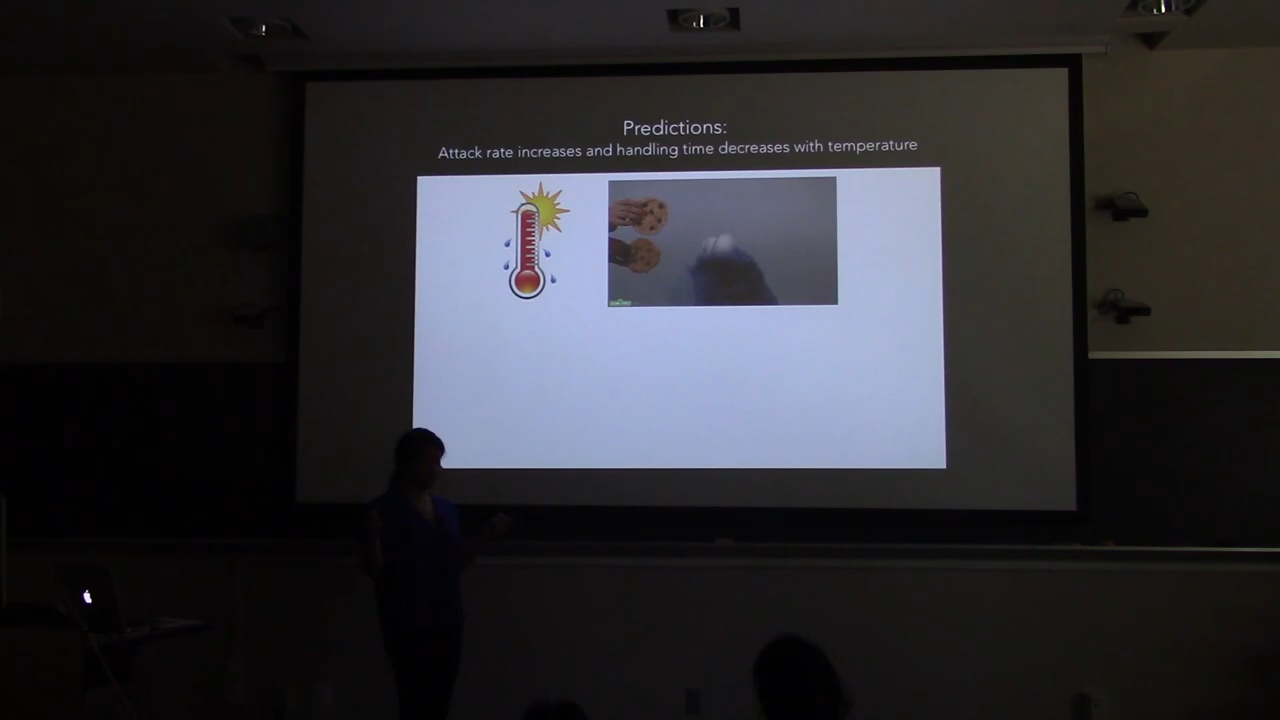 Predictions:
Attack rate increases and handling time decreases with temperature